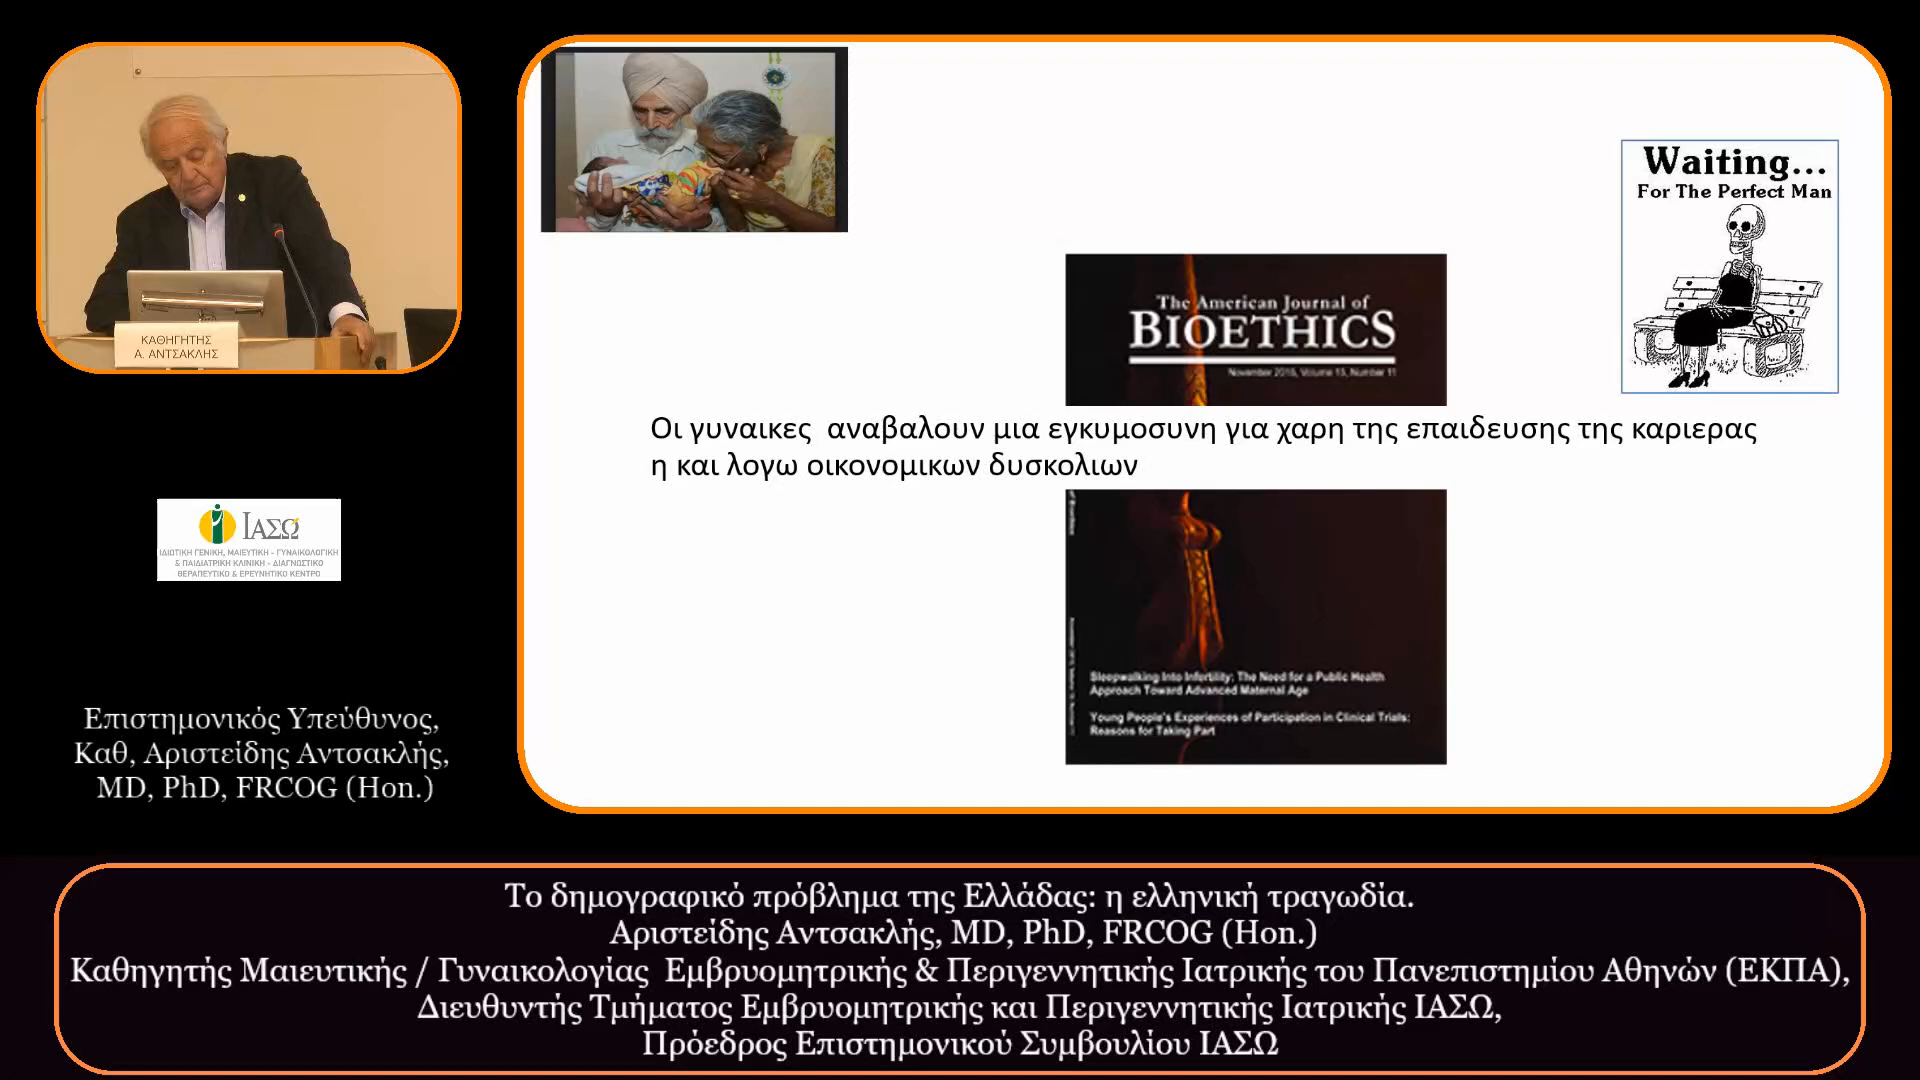 ΚΑΘΗΓΗΤΗΣ
Α. ΑΝΤΣΑΚΛΗΣ
ΙΑΣΩ
ΙΔΙΩΤΙΚΗ ΓΕΝΙΚΗ, ΜΑΙΕΥΤΙΚΗ - ΓΥΝΑΙΚΟΛΟΓΙΚΗ
& ΠΑΙΔΙΑΤΡΙΚΗ ΚΛΙΝΙΚΗ - ΔΙΑΓΝΩΣΤΙΚΟ
ΘΕΡΑΠΕΥΤΙΚΟ & ΕΡΕΥΝΗΤΙΚΟ ΚΕΝΤΡΟ
Επιστημονικός Υπεύθυνος,
Καθ, Αριστείδης Αντσακλής,
MD, PhD, FRCOG (Hon.)
Waiting...
For The Perfect Man
The American Journal of
BIOETHICS
November 2015, Volume 15, Number 11
Οι γυναικες αναβαλουν μια εγκυμοσυνη για χαρη της επαιδευσης της καριερας
η και λογω οικονομικων δυσκολιων
Sleepwalking Into Infertility: The Need for a Public Health
Approach Toward Advanced Maternal Age
Young People's Experiences of Participation in Clinical Trials:
Reasons for Taking Part
Το δημογραφικό πρόβλημα της Ελλάδας: η ελληνική τραγωδία.
Αριστείδης Αντσακλής, MD, PhD, FRCOG (Hon.)
Καθηγητής Μαιευτικής / Γυναικολογίας Εμβρυομητρικής & Περιγεννητικής Ιατρικής του Πανεπιστημίου Αθηνών (ΕΚΠΑ),
Διευθυντής Τμήματος Εμβρυομητρικής και Περιγεννητικής Ιατρικής ΙΑΣΩ,
Πρόεδρος Επιστημονικού Συμβουλίου ΙΑΣΩ